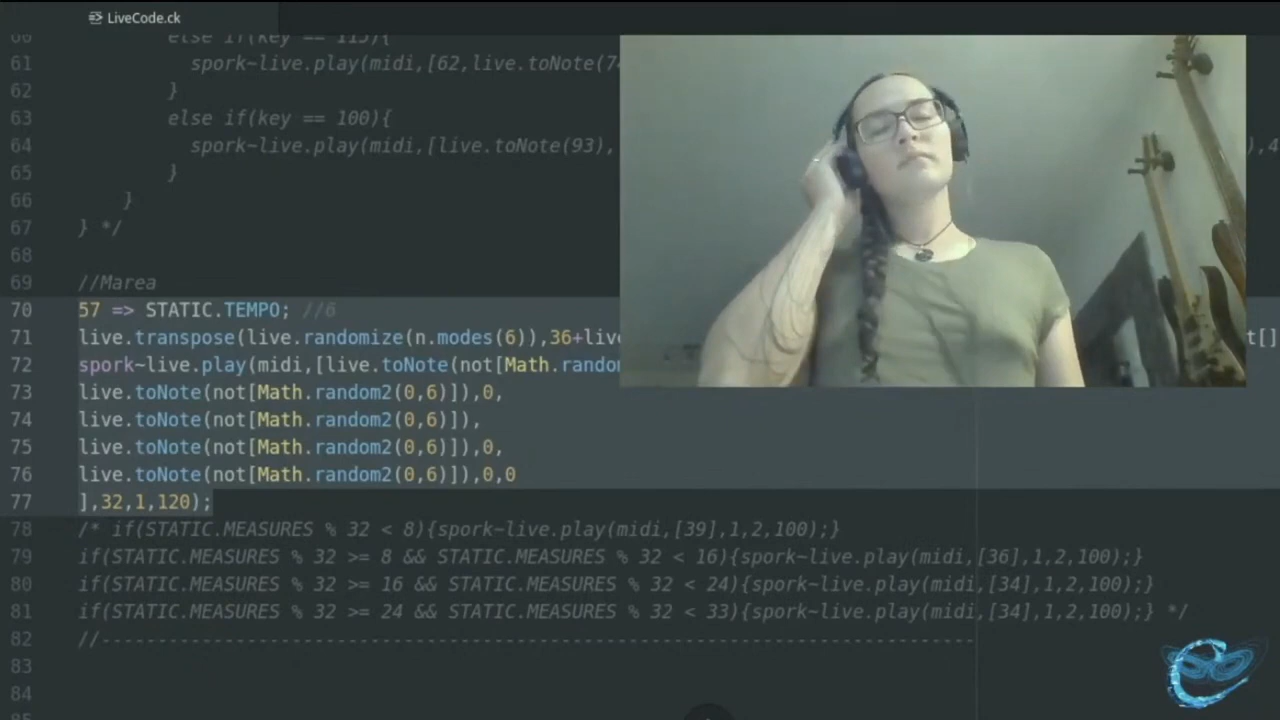 LiveCode.ck
60 else if(key == 115){
61 spork~live.play(midi,[62,live.toNote(74
62 }
63 else if(key == 100){
64 spork~live.play(midi,[live.toNote(93), ),4
65 }
66 }
67 } */
68
69 //Marea
70 57 => STATIC.TEMPO; //6
71 live.transpose(live.randomize(n.modes(6)),36+live t[]
72 spork~live.play(midi,[live.toNote(not[Math.random
73 live.toNote(not[Math.random2(0,6)]),0,
74 live.toNote(not[Math.random2(0,6)]),
75 live.toNote(not[Math.random2(0,6)]),0,
76 live.toNote(not[Math.random2(0,6)]),0,0
77 ],32,1,120);
78 /* if(STATIC.MEASURES % 32 < 8){spork~live.play(midi,[39],1,2,100);}
79 if(STATIC.MEASURES % 32 >= 8 && STATIC.MEASURES % 32 < 16){spork~live.play(midi,[36],1,2,100);}
80 if(STATIC.MEASURES % 32 >= 16 && STATIC.MEASURES % 32 < 24){spork~live.play(midi,[34],1,2,100);}
81 if(STATIC.MEASURES % 32 >= 24 && STATIC.MEASURES % 32 < 33){spork~live.play(midi,[34],1,2,100);} */
82 //------------------------------------------------------------------------------
83
84
85